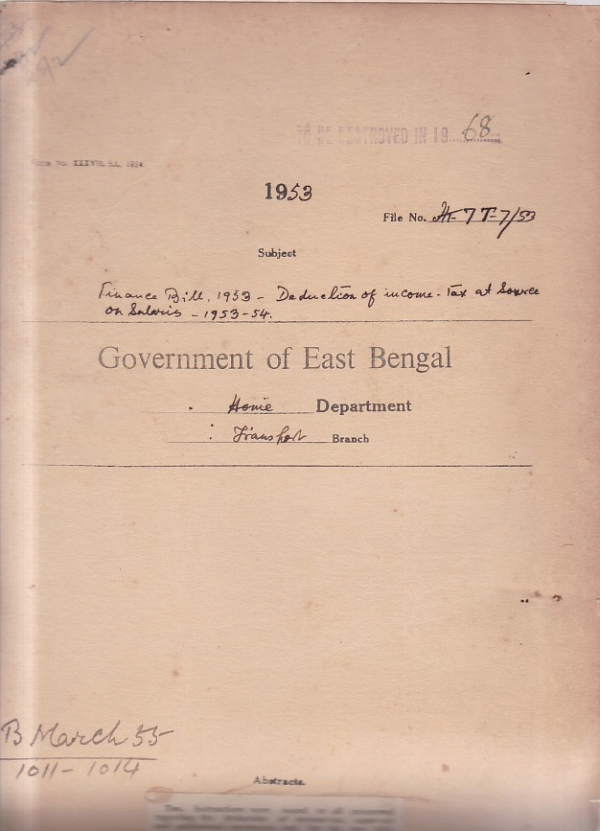 TO BE DESTROYED IN 19 68
1953
File No. H-7T-7/53
Subject
Finance Bill, 1953 - Deduction of income-Tax at Source
on Salaris - 1953-54.
Government of East Bengal
Home Department
Transport Branch
B March 55
1011 - 1014
Abstracts.